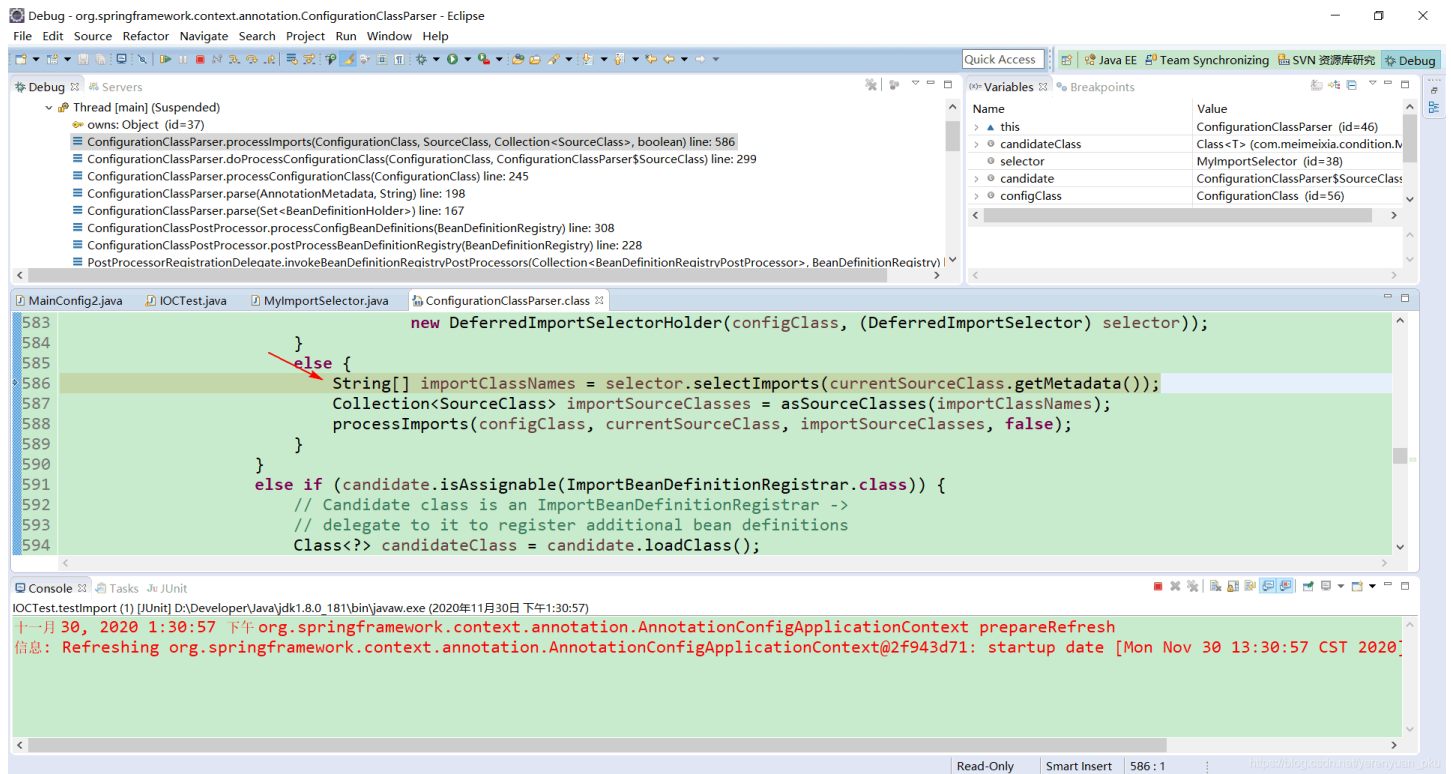 Debug - org.springframework.context.annotation.ConfigurationClassParser - Eclipse
File Edit Source Refactor Navigate Search Project Run Window Help
Quick Access Java EE Team Synchronizing SVN 资源库研究 Debug
Debug Servers
Thread [main] (Suspended)
owns: Object (id=37)
ConfigurationClassParser.processImports(ConfigurationClass, SourceClass, Collection<SourceClass>, boolean) line: 586
ConfigurationClassParser.doProcessConfigurationClass(ConfigurationClass, ConfigurationClassParser$SourceClass) line: 299
ConfigurationClassParser.processConfigurationClass(ConfigurationClass) line: 245
ConfigurationClassParser.parse(AnnotationMetadata, String) line: 198
ConfigurationClassParser.parse(Set<BeanDefinitionHolder>) line: 167
ConfigurationClassPostProcessor.processConfigBeanDefinitions(BeanDefinitionRegistry) line: 308
ConfigurationClassPostProcessor.postProcessBeanDefinitionRegistry(BeanDefinitionRegistry) line: 228
PostProcessorRegistrationDelegate.invokeBeanDefinitionRegistryPostProcessors(Collection<BeanDefinitionRegistryPostProcessor>, BeanDefinitionRegistry) l
(x)= Variables Breakpoints
Name Value
this ConfigurationClassParser (id=46)
candidateClass Class<T> (com.meimeixia.condition.M
selector MyImportSelector (id=38)
candidate ConfigurationClassParser$SourceClass
configClass ConfigurationClass (id=56)
MainConfig2.java IOCTest.java MyImportSelector.java ConfigurationClassParser.class
583 new DeferredImportSelectorHolder(configClass, (DeferredImportSelector) selector));
584 }
585 else {
586 String[] importClassNames = selector.selectImports(currentSourceClass.getMetadata());
587 Collection<SourceClass> importSourceClasses = asSourceClasses(importClassNames);
588 processImports(configClass, currentSourceClass, importSourceClasses, false);
589 }
590 }
591 else if (candidate.isAssignable(ImportBeanDefinitionRegistrar.class)) {
592 // Candidate class is an ImportBeanDefinitionRegistrar ->
593 // delegate to it to register additional bean definitions
594 Class<?> candidateClass = candidate.loadClass();
Console Tasks JUnit
IOCTest.testImport (1) [JUnit] D:\Developer\Java\jdk1.8.0_181\bin\javaw.exe (2020年11月30日 下午1:30:57)
十一月 30, 2020 1:30:57 下午 org.springframework.context.annotation.AnnotationConfigApplicationContext prepareRefresh
信息: Refreshing org.springframework.context.annotation.AnnotationConfigApplicationContext@2f943d71: startup date [Mon Nov 30 13:30:57 CST 2020]
Read-Only Smart Insert 586 : 1
https://blog.csdn.net/yerenyuan_pku